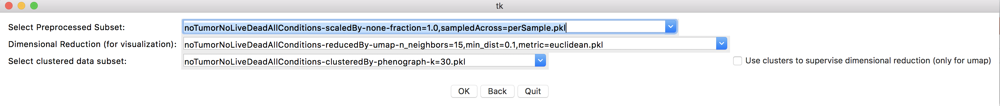 tk
Select Preprocessed Subset: noTumorNoLiveDeadAllConditions-scaledBy-none-fraction=1.0,sampledAcross=perSample.pkl
Dimensional Reduction (for visualization): noTumorNoLiveDeadAllConditions-reducedBy-umap-n_neighbors=15,min_dist=0.1,metric=euclidean.pkl
Select clustered data subset: noTumorNoLiveDeadAllConditions-clusteredBy-phenograph-k=30.pkl Use clusters to supervise dimensional reduction (only for umap)
OK Back Quit